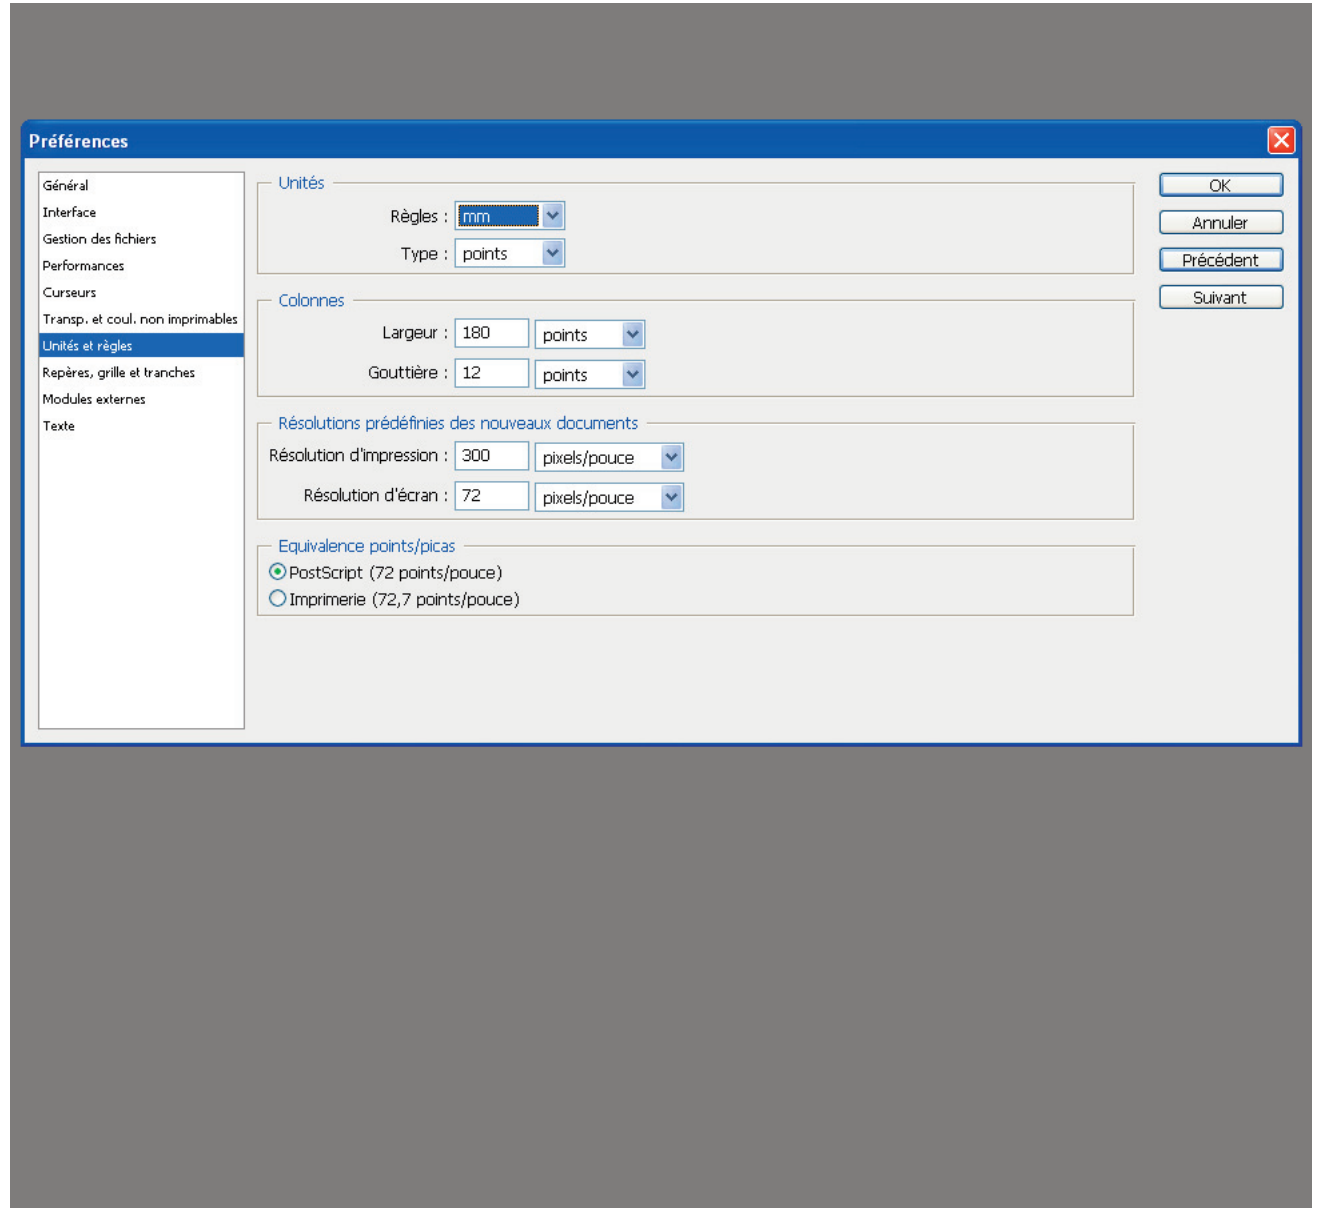 Préférences
Général
Interface
Gestion des fichiers
Performances
Curseurs
Transp. et coul. non imprimables
Unités et règles
Repères, grille et tranches
Modules externes
Texte
Unités
Règles : mm
Type : points
Colonnes
Largeur : 180 points
Gouttière : 12 points
Résolutions prédéfinies des nouveaux documents
Résolution d'impression : 300 pixels/pouce
Résolution d'écran : 72 pixels/pouce
Equivalence points/picas
PostScript (72 points/pouce)
Imprimerie (72,7 points/pouce)
OK
Annuler
Précédent
Suivant